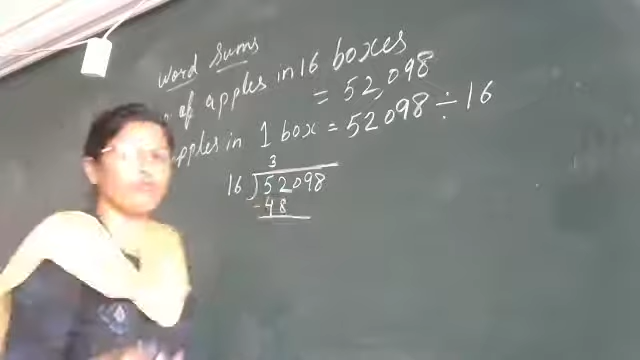 Word Sums
of apples in 16 boxes
= 52,098
apples in 1 box = 52098 ÷ 16
3
16 ) 52098
- 48